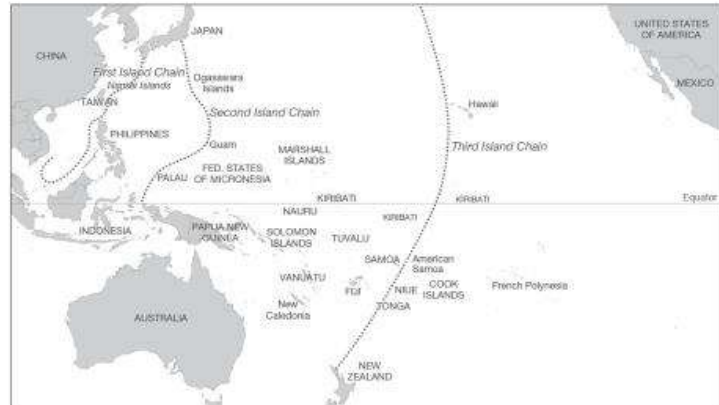 UNITED STATES
OF AMERICA
JAPAN
CHINA
First Island Chain
Ogasawara
Islands
MEXICO
TAIWAN
Hawaii
Second Island Chain
PHILIPPINES
Guam
MARSHALL
ISLANDS
Third Island Chain
FED. STATES
OF MICRONESIA
PALAU
KIRIBATI
KIRIBATI
Equator
NAURU
KIRIBATI
INDONESIA
PAPUA NEW
GUINEA
SOLOMON
ISLANDS
TUVALU
SAMOA
American
Samoa
VANUATU
FIJI
NIUE
COOK
ISLANDS
French Polynesia
New
Caledonia
TONGA
AUSTRALIA
NEW
ZEALAND